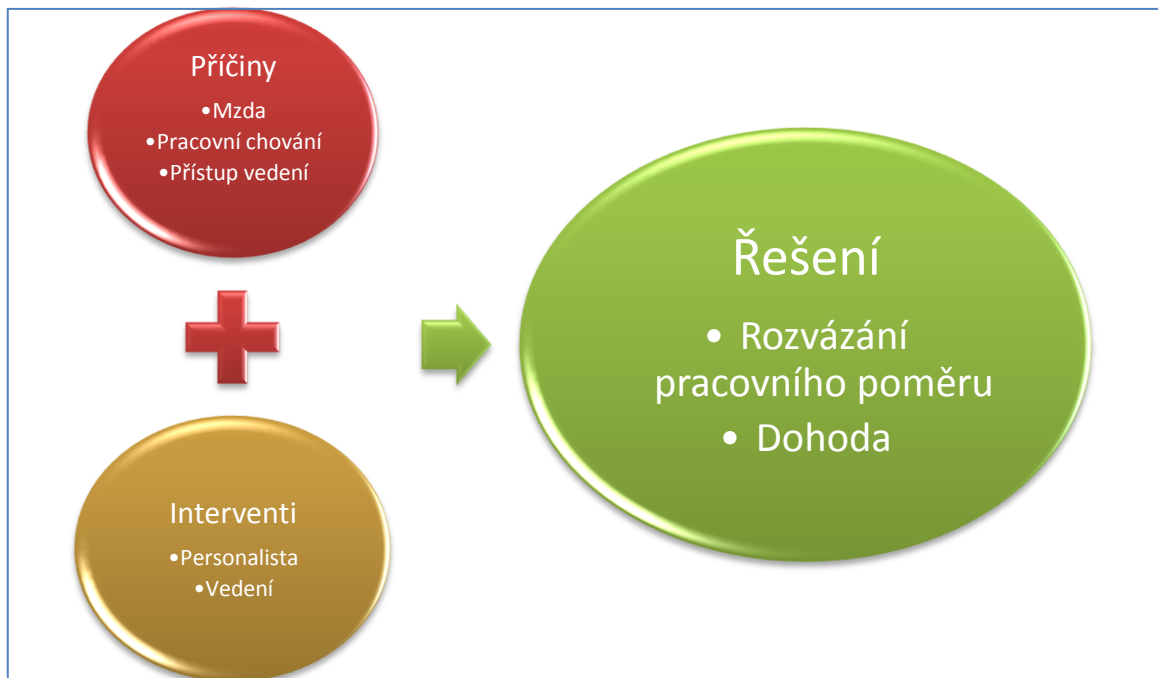 Příčiny
•Mzda
•Pracovní chování
•Přístup vedení
Interventi
•Personalista
•Vedení
Řešení
• Rozvázání
pracovního poměru
• Dohoda